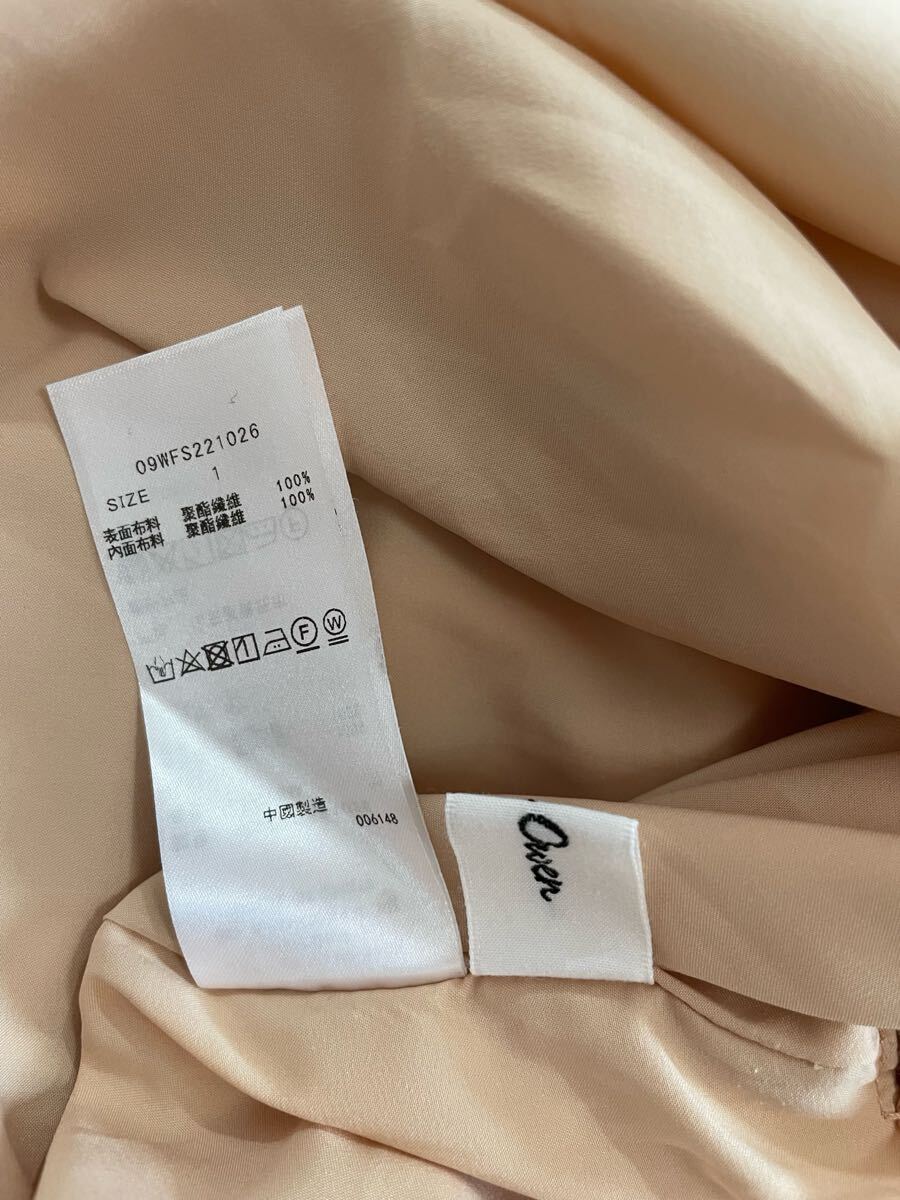 09WFS221026
SIZE 1
表面布料 聚酯纖維 100%
內面布料 聚酯纖維 100%
F W
中國製造 006148
Owen